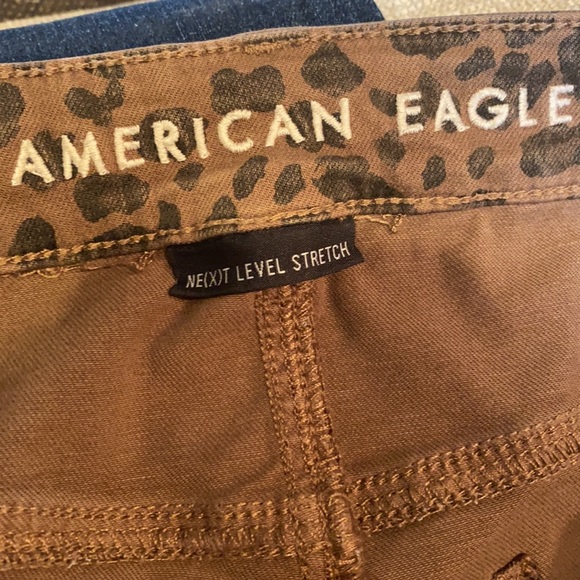 AMERICAN EAGLE
NE(X)T LEVEL STRETCH